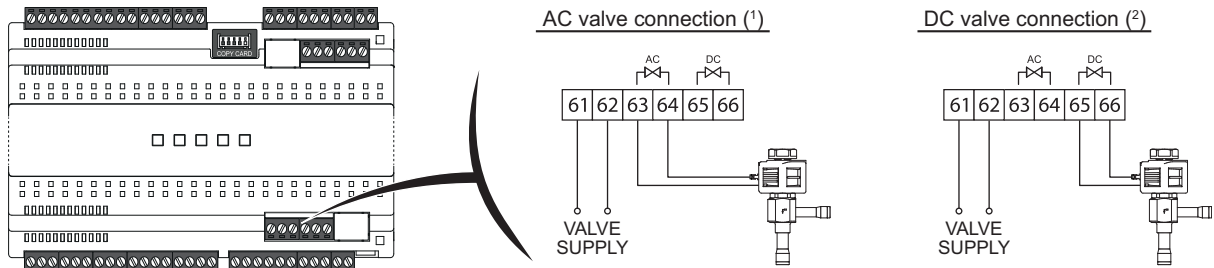 AC valve connection (¹)
DC valve connection (²)
COPY CARD
AC DC
61 62 63 64 65 66
VALVE
SUPPLY
AC DC
61 62 63 64 65 66
VALVE
SUPPLY